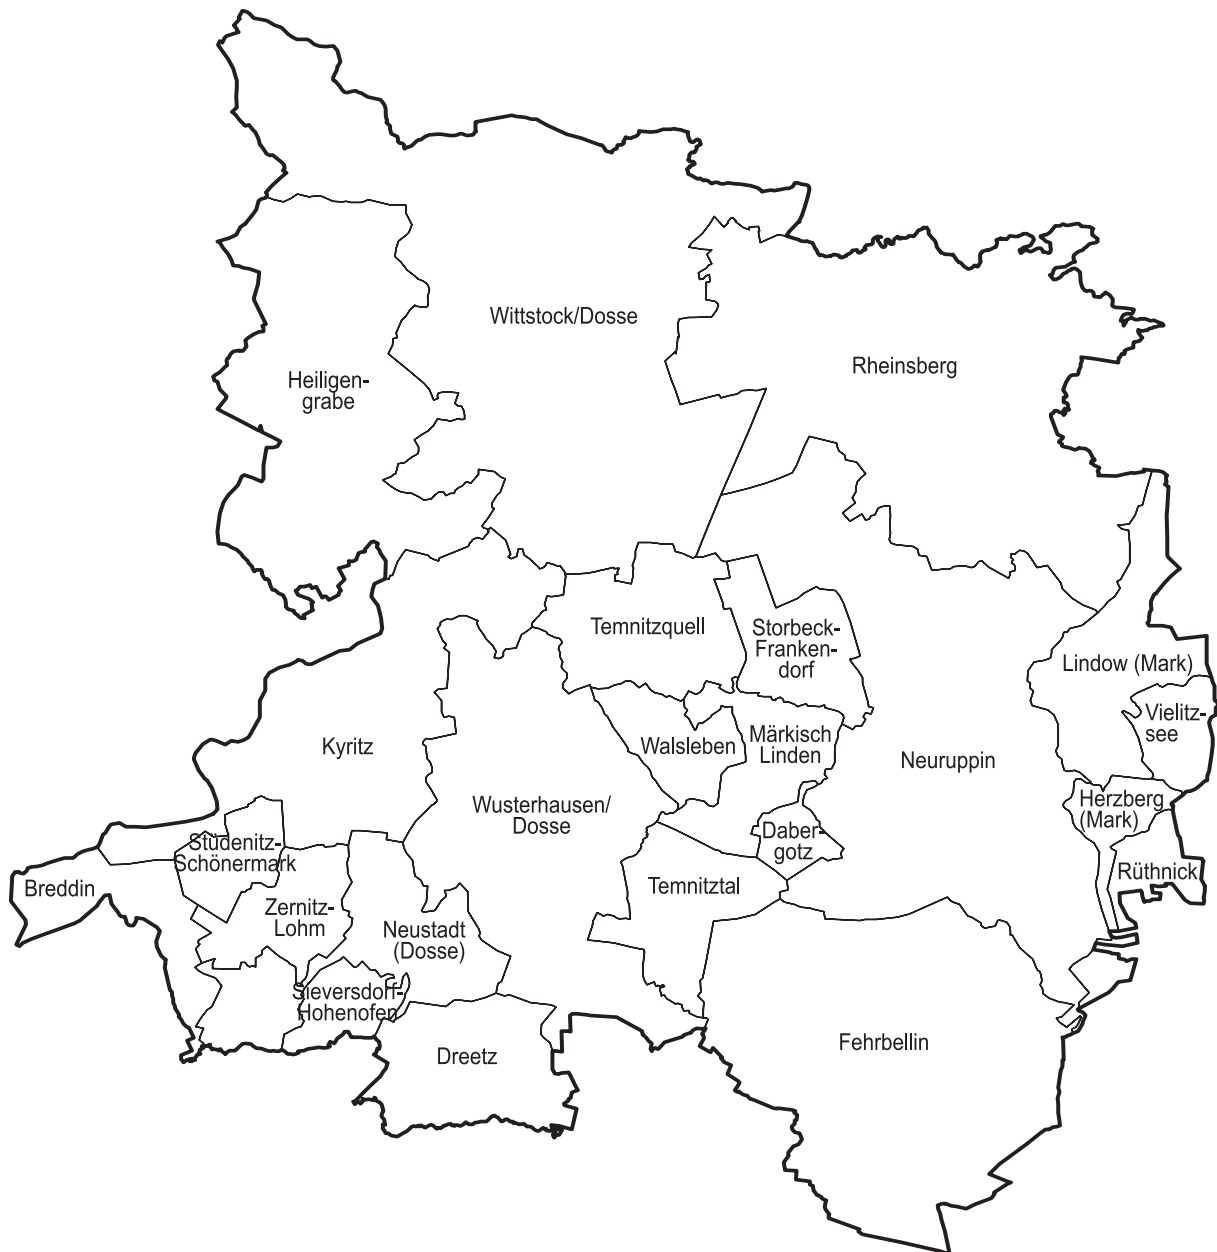 Wittstock/Dosse
Rheinsberg
Heiligen-
grabe
Temnitzquell
Storbeck-
Franken-
dorf
Lindow (Mark)
Vielitz-
see
Kyritz
Walsleben
Märkisch
Linden
Neuruppin
Wusterhausen/
Dosse
Herzberg
(Mark)
Daber-
gotz
Stüdenitz-
Schönermark
Breddin
Rüthnick
Temnitztal
Zernitz-
Lohm
Neustadt
(Dosse)
Sieversdorf-
Hohenofen
Dreetz
Fehrbellin